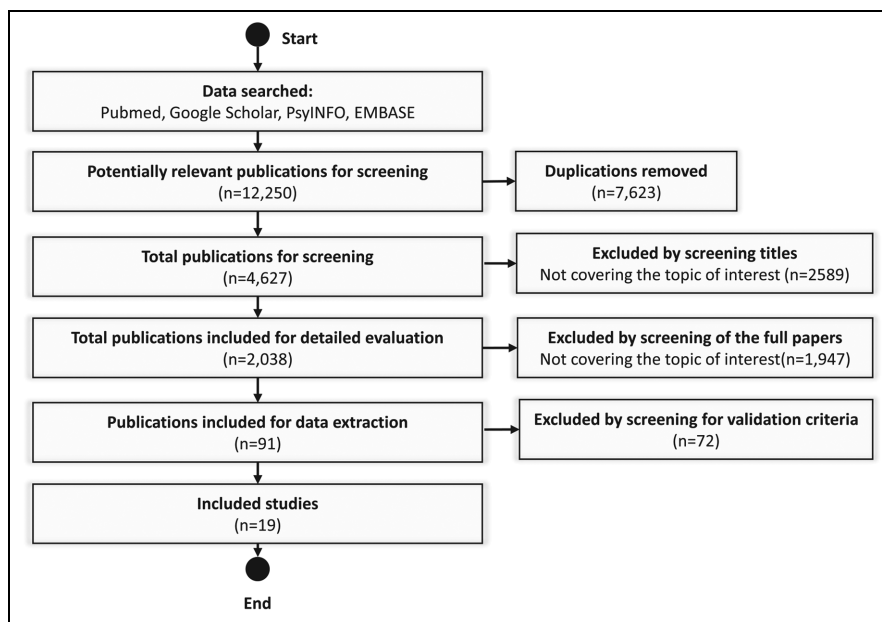 Start
Data searched:
Pubmed, Google Scholar, PsyINFO, EMBASE
Potentially relevant publications for screening
(n=12,250)
Duplications removed
(n=7,623)
Total publications for screening
(n=4,627)
Excluded by screening titles
Not covering the topic of interest (n=2589)
Total publications included for detailed evaluation
(n=2,038)
Excluded by screening of the full papers
Not covering the topic of interest(n=1,947)
Publications included for data extraction
(n=91)
Excluded by screening for validation criteria
(n=72)
Included studies
(n=19)
End